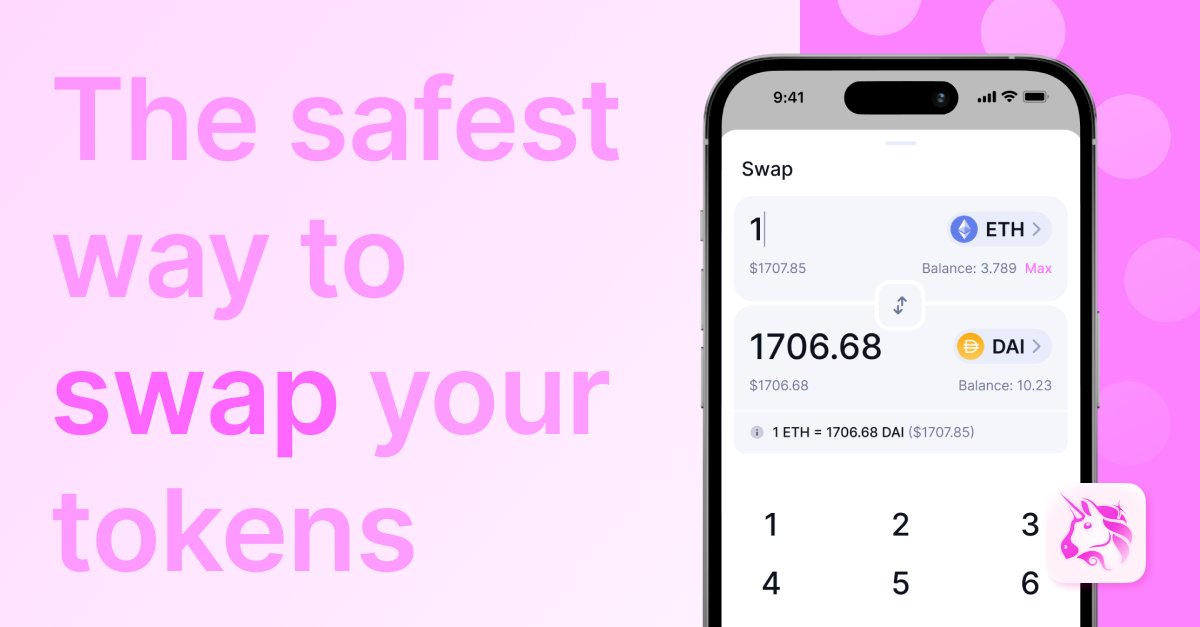 The safest
way to
swap your
tokens
9:41
Swap
1 ETH
$1707.85 Balance: 3.789 Max
1706.68 DAI
$1706.68 Balance: 10.23
1 ETH = 1706.68 DAI ($1707.85)
1 2 3
4 5 6